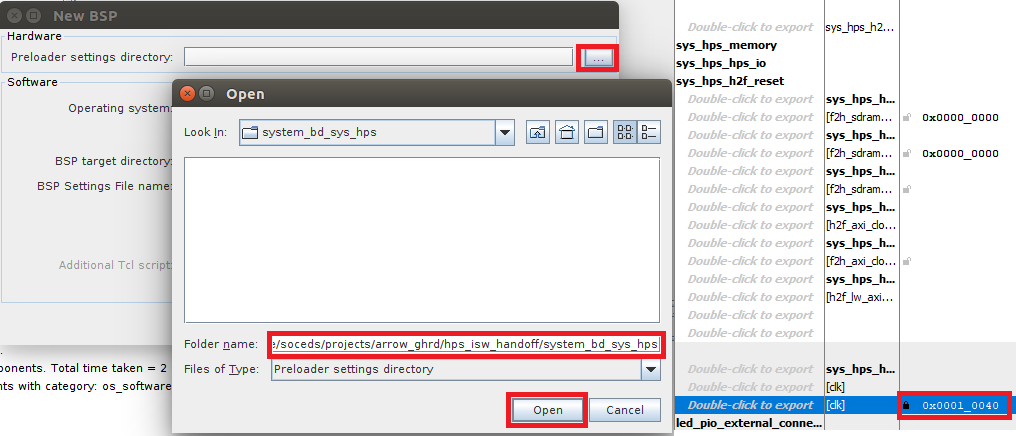 New BSP
Hardware
Preloader settings directory:
...
Software
Operating system:
BSP target directory:
BSP Settings File name:
Additional Tcl script:
ponents. Total time taken = 2
nts with category: os_software
Open
Look In:
system_bd_sys_hps
Folder name:
e/soceds/projects/arrow_ghrd/hps_isw_handoff/system_bd_sys_hps
Files of Type:
Preloader settings directory
Open
Cancel
Double-click to export sys_hps_h2...
sys_hps_memory
sys_hps_hps_io
sys_hps_h2f_reset
Double-click to export sys_hps_h...
Double-click to export [f2h_sdram... 0x0000_0000
Double-click to export sys_hps_h...
Double-click to export [f2h_sdram... 0x0000_0000
Double-click to export sys_hps_h...
Double-click to export [f2h_sdram...
Double-click to export sys_hps_h...
Double-click to export [h2f_axi_clo...
Double-click to export sys_hps_h...
Double-click to export [f2h_axi_clo...
Double-click to export sys_hps_h...
Double-click to export [h2f_lw_axi...
Double-click to export
Double-click to export
Double-click to export sys_hps_h...
Double-click to export [clk]
Double-click to export [clk] 0x0001_0040
led_pio_external_conne...